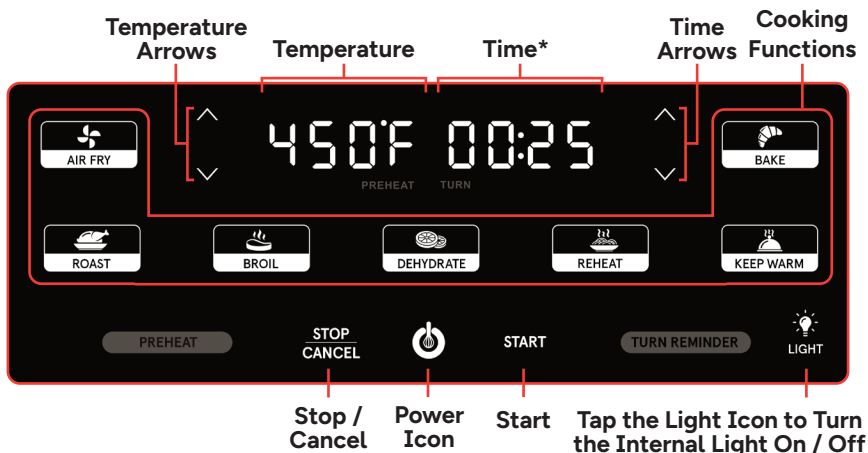 Temperature
Arrows
Temperature
Time*
Time
Arrows
Cooking
Functions
AIR FRY
450°F 00:25
PREHEAT TURN
BAKE
ROAST
BROIL
DEHYDRATE
REHEAT
KEEP WARM
PREHEAT
STOP
CANCEL
START
TURN REMINDER
LIGHT
Stop /
Cancel
Power
Icon
Start
Tap the Light Icon to Turn
the Internal Light On / Off